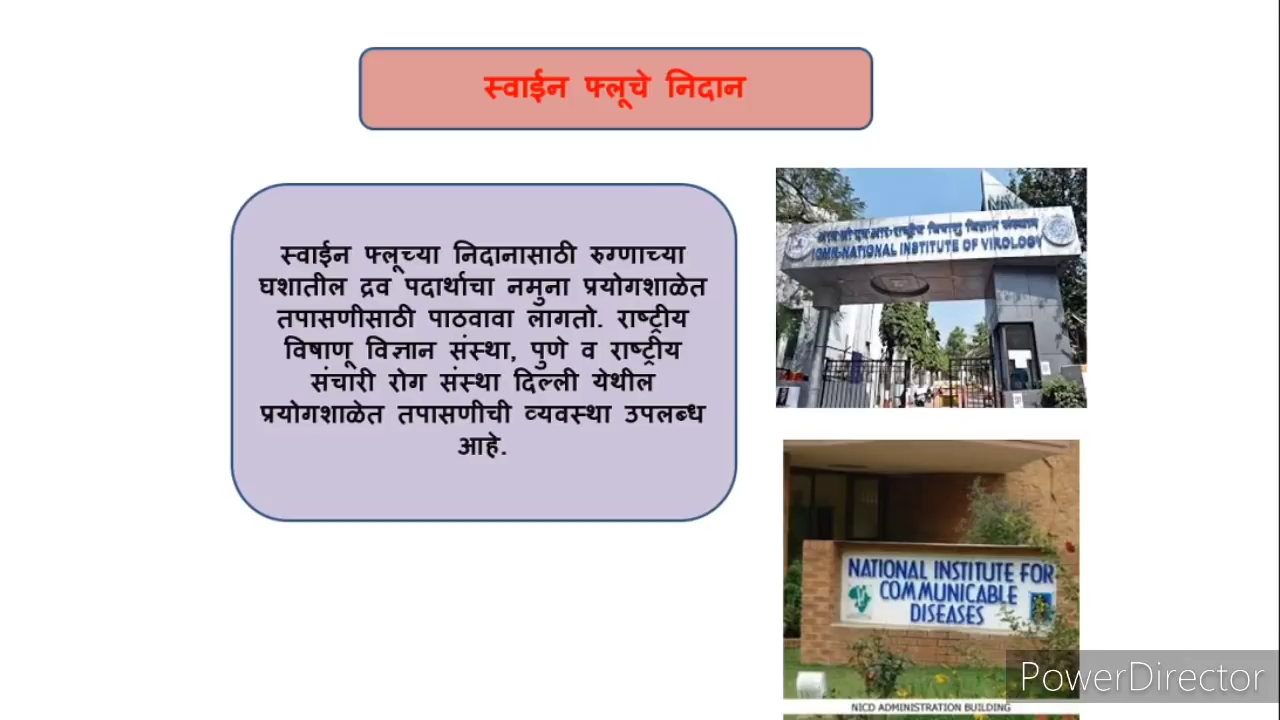 स्वाईन फ्लूचे निदान
स्वाईन फ्लूच्या निदानासाठी रुग्णाच्या
घशातील द्रव पदार्थाचा नमुना प्रयोगशाळेत
तपासणीसाठी पाठवावा लागतो. राष्ट्रीय
विषाणू विज्ञान संस्था, पुणे व राष्ट्रीय
संचारी रोग संस्था दिल्ली येथील
प्रयोगशाळेत तपासणीची व्यवस्था उपलब्ध
आहे.
राष्ट्रीय विषाणु विज्ञान संस्थान
ICMR-NATIONAL INSTITUTE OF VIROLOGY
NATIONAL INSTITUTE FOR
COMMUNICABLE
DISEASES
NICD ADMINISTRATION BUILDING
PowerDirector